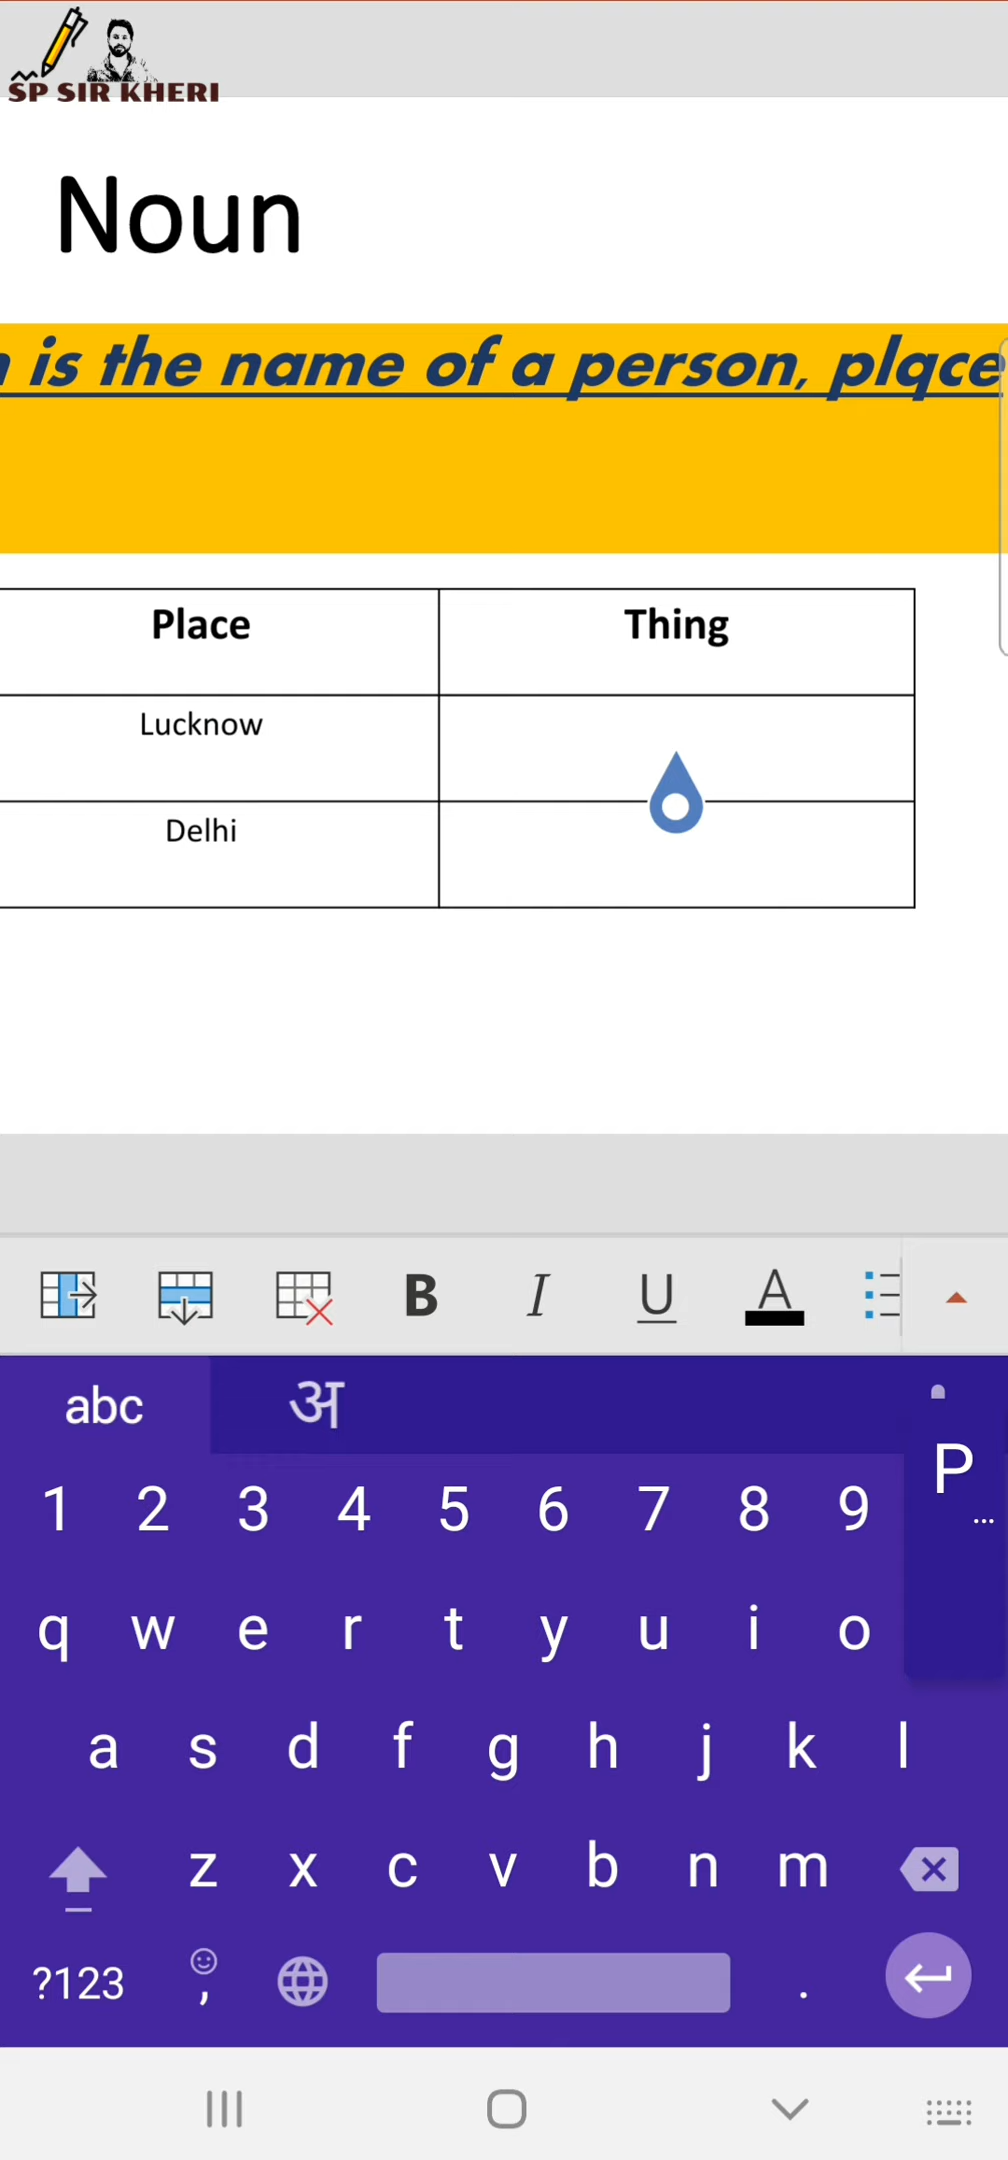 SP SIR KHERI
Noun
is the name of a person, place
Place Thing
Lucknow
Delhi
B I U A
abc अ
P
...
1 2 3 4 5 6 7 8 9
q w e r t y u i o
a s d f g h j k l
z x c v b n m
?123 , .